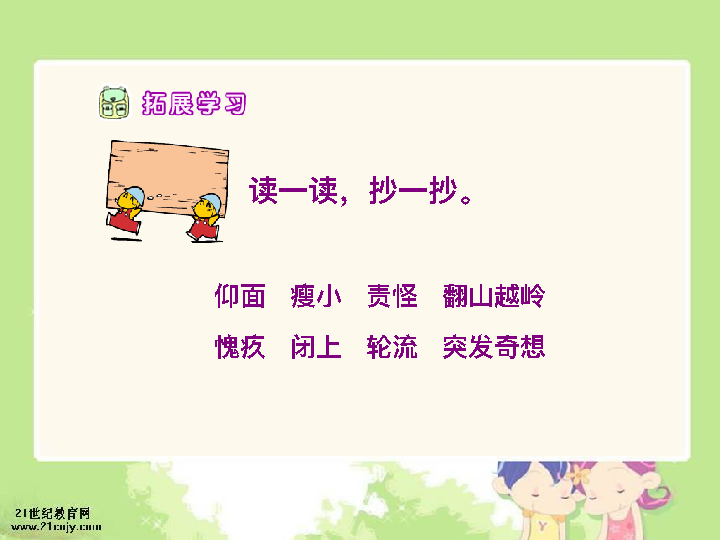 拓展学习
读一读，抄一抄。
仰面 瘦小 责怪 翻山越岭
愧疚 闭上 轮流 突发奇想
21世纪教育网
www.21cnjy.com